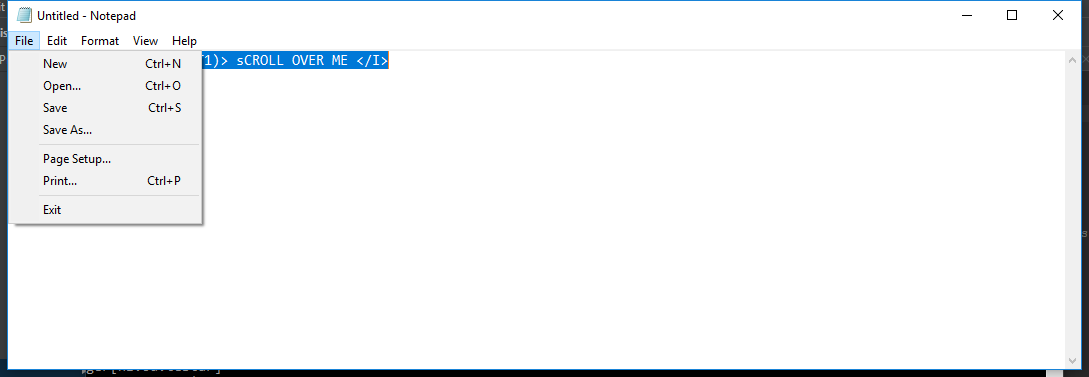 Untitled - Notepad
File Edit Format View Help
1)> sCROLL OVER ME </I>
New Ctrl+N
Open... Ctrl+O
Save Ctrl+S
Save As...
Page Setup...
Print... Ctrl+P
Exit